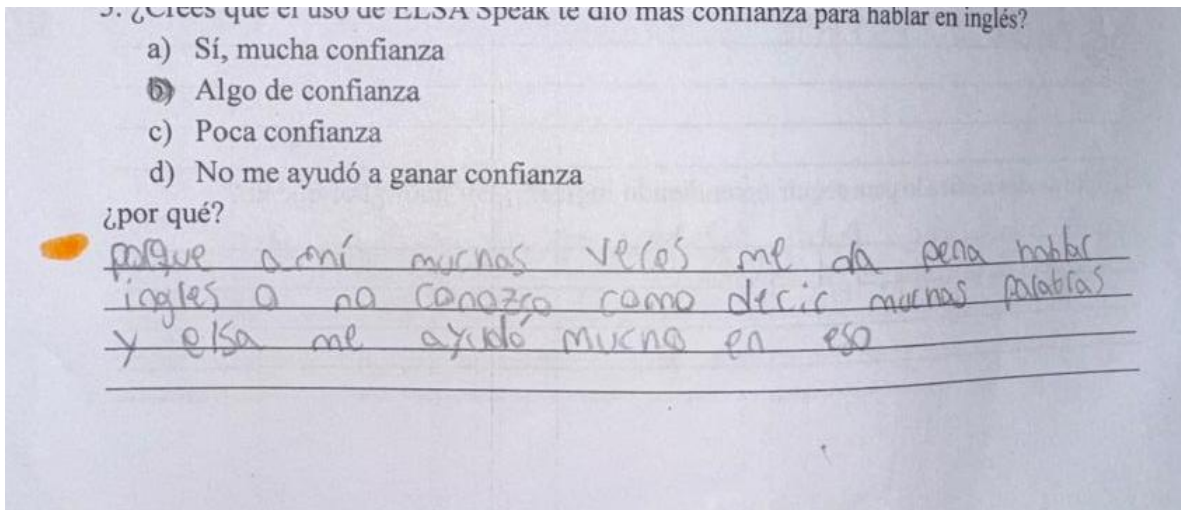 5. ¿Crees que el uso de ELSA Speak te dio más confianza para hablar en inglés?
a) Sí, mucha confianza
b) Algo de confianza
c) Poca confianza
d) No me ayudó a ganar confianza
¿por qué?
porque a mí muchas veces me da pena hablar
ingles o no conozco como decir muchas palabras
y elsa me ayudó mucho en eso